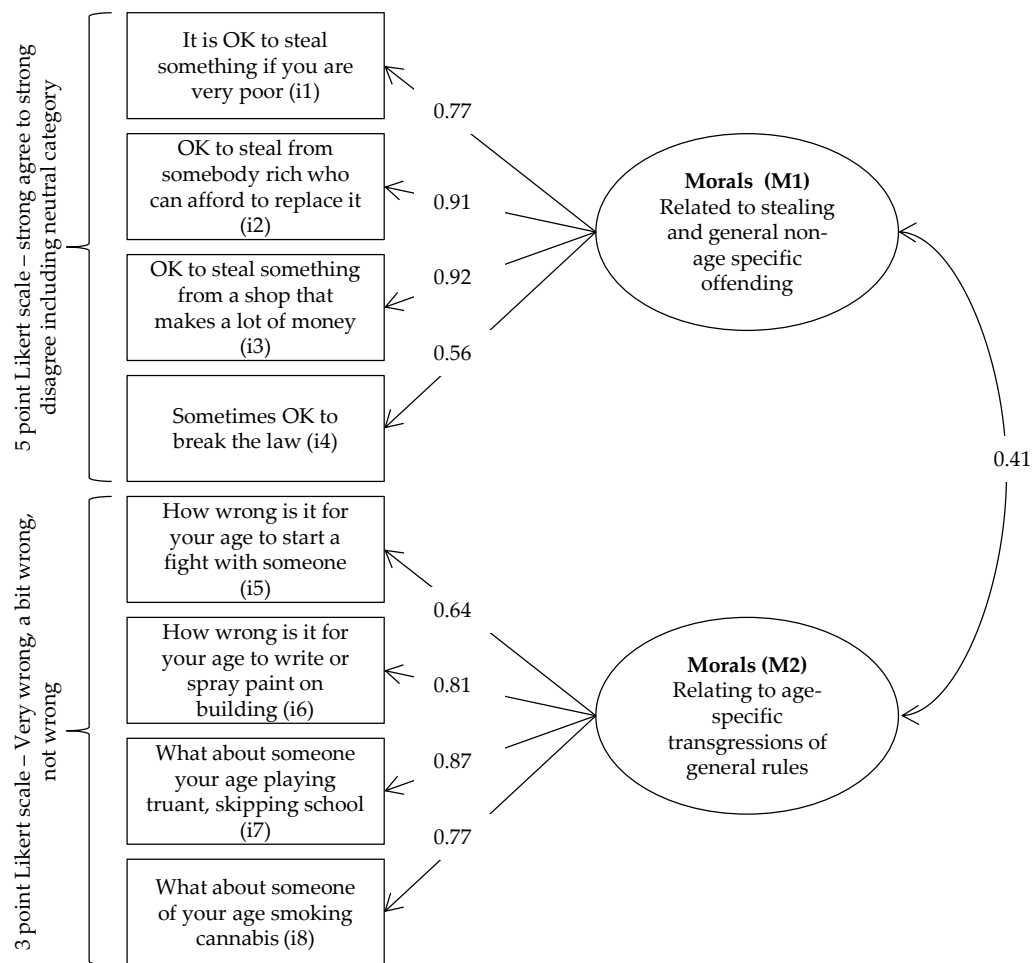 5 point Likert scale – strong agree to strong
disagree including neutral category
It is OK to steal
something if you are
very poor (i1)
OK to steal from
somebody rich who
can afford to replace it
(i2)
OK to steal something
from a shop that
makes a lot of money
(i3)
Sometimes OK to
break the law (i4)
0.77
0.91
0.92
0.56
Morals (M1)
Related to stealing
and general non-
age specific
offending
0.41
3 point Likert scale – Very wrong, a bit wrong,
not wrong
How wrong is it for
your age to start a
fight with someone
(i5)
How wrong is it for
your age to write or
spray paint on
building (i6)
What about someone
your age playing
truant, skipping school
(i7)
What about someone
of your age smoking
cannabis (i8)
0.64
0.81
0.87
0.77
Morals (M2)
Relating to age-
specific
transgressions of
general rules